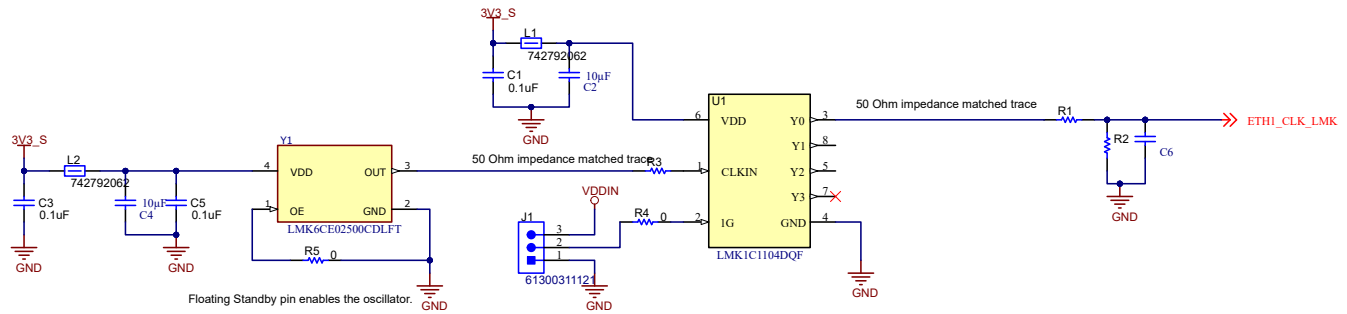 3V3_S
L1
742792062
C1
0.1uF
10µF
C2
GND
U1
6
VDD
Y0
3
50 Ohm impedance matched trace
R1
ETH1_CLK_LMK
R2
C6
GND
Y1
8
1
CLKIN
Y2
5
Y3
7
2
1G
GND
4
LMK1C1104DQF
GND
3V3_S
L2
742792062
C3
0.1uF
10µF
C4
C5
0.1uF
GND
GND
Y1
4
VDD
OUT
3
50 Ohm impedance matched trace
R3
1
OE
GND
2
LMK6CE02500CDLFT
R5
0
GND
Floating Standby pin enables the oscillator.
VDDIN
J1
3
2
1
R4
0
61300311121
GND